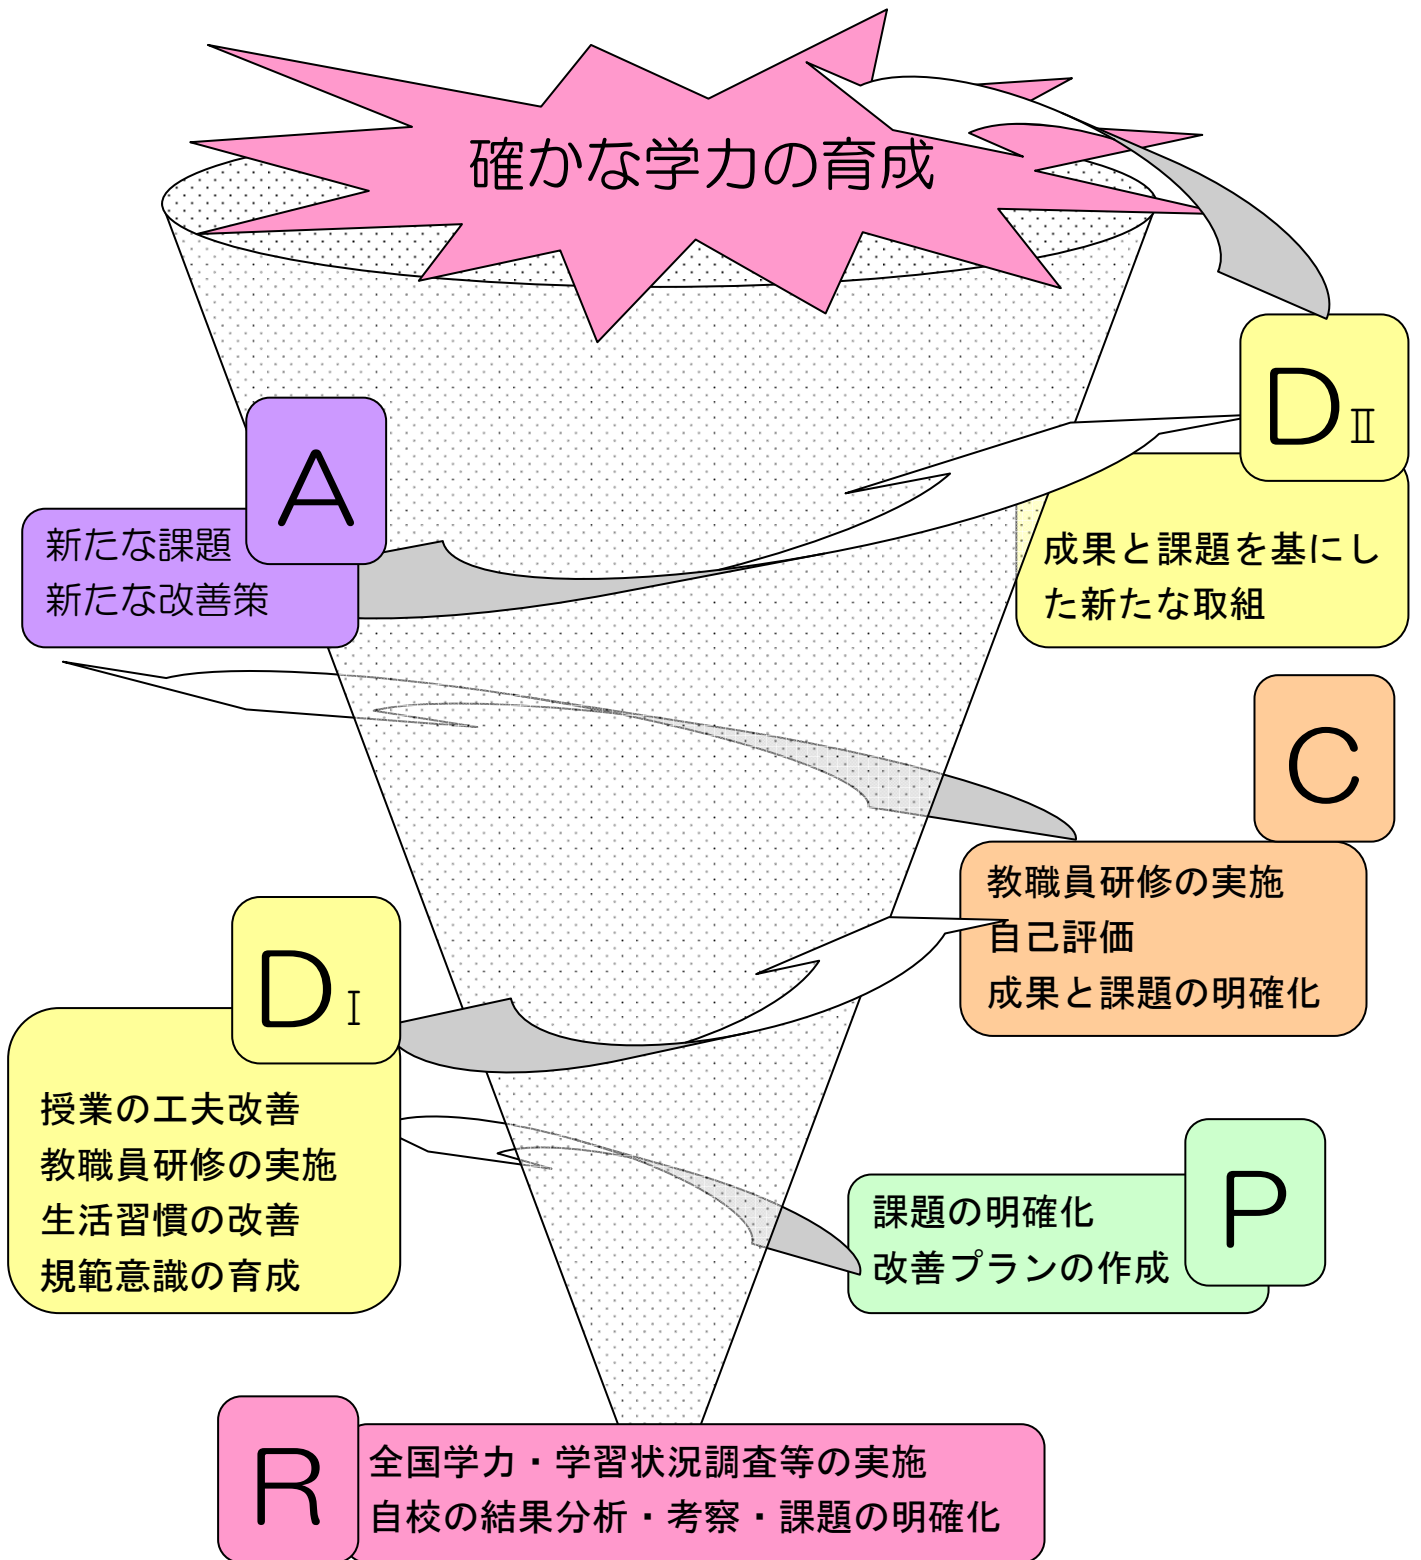 確かな学力の育成
DⅡ
成果と課題を基にし
た新たな取組
A
新たな課題
新たな改善策
C
教職員研修の実施
自己評価
成果と課題の明確化
DⅠ
授業の工夫改善
教職員研修の実施
生活習慣の改善
規範意識の育成
P
課題の明確化
改善プランの作成
R
全国学力・学習状況調査等の実施
自校の結果分析・考察・課題の明確化